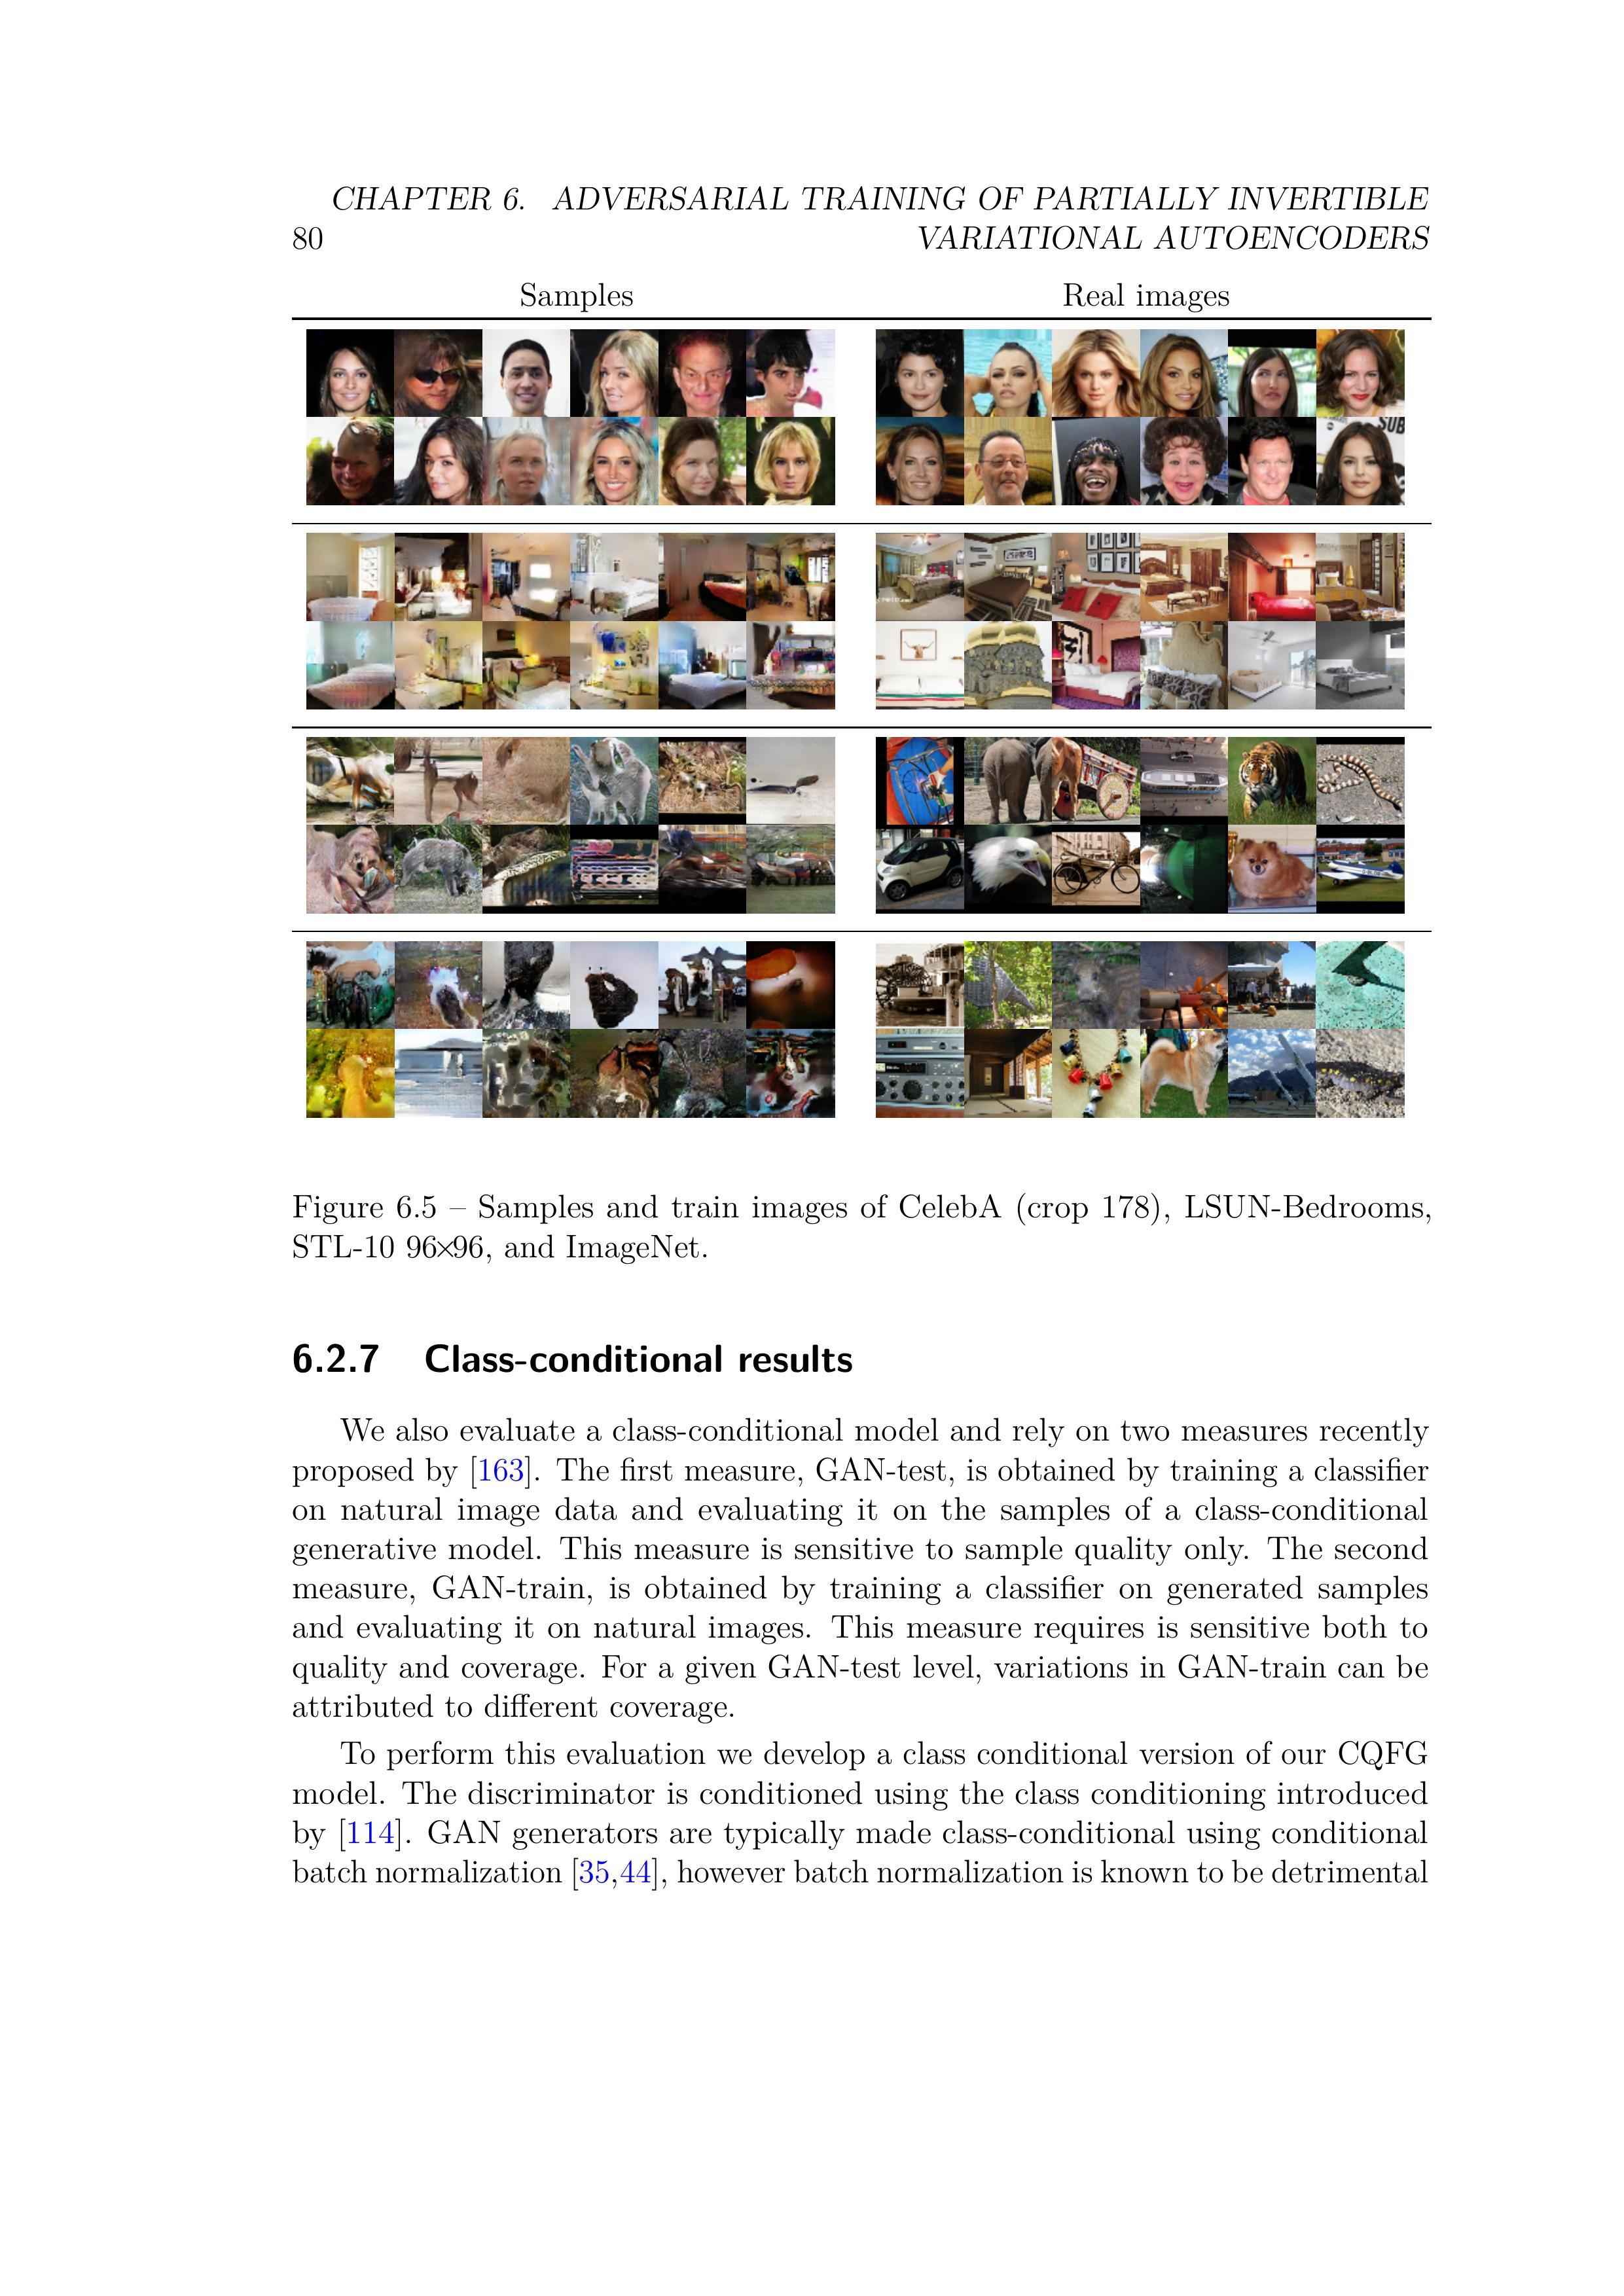 CHAPTER 6. ADVERSARIAL TRAINING OF PARTIALLY INVERTIBLE
80 VARIATIONAL AUTOENCODERS
Samples Real images
SUB
Figure 6.5 – Samples and train images of CelebA (crop 178), LSUN-Bedrooms,
STL-10 96×96, and ImageNet.
6.2.7 Class-conditional results
We also evaluate a class-conditional model and rely on two measures recently
proposed by [163]. The first measure, GAN-test, is obtained by training a classifier
on natural image data and evaluating it on the samples of a class-conditional
generative model. This measure is sensitive to sample quality only. The second
measure, GAN-train, is obtained by training a classifier on generated samples
and evaluating it on natural images. This measure requires is sensitive both to
quality and coverage. For a given GAN-test level, variations in GAN-train can be
attributed to different coverage.
To perform this evaluation we develop a class conditional version of our CQFG
model. The discriminator is conditioned using the class conditioning introduced
by [114]. GAN generators are typically made class-conditional using conditional
batch normalization [35,44], however batch normalization is known to be detrimental